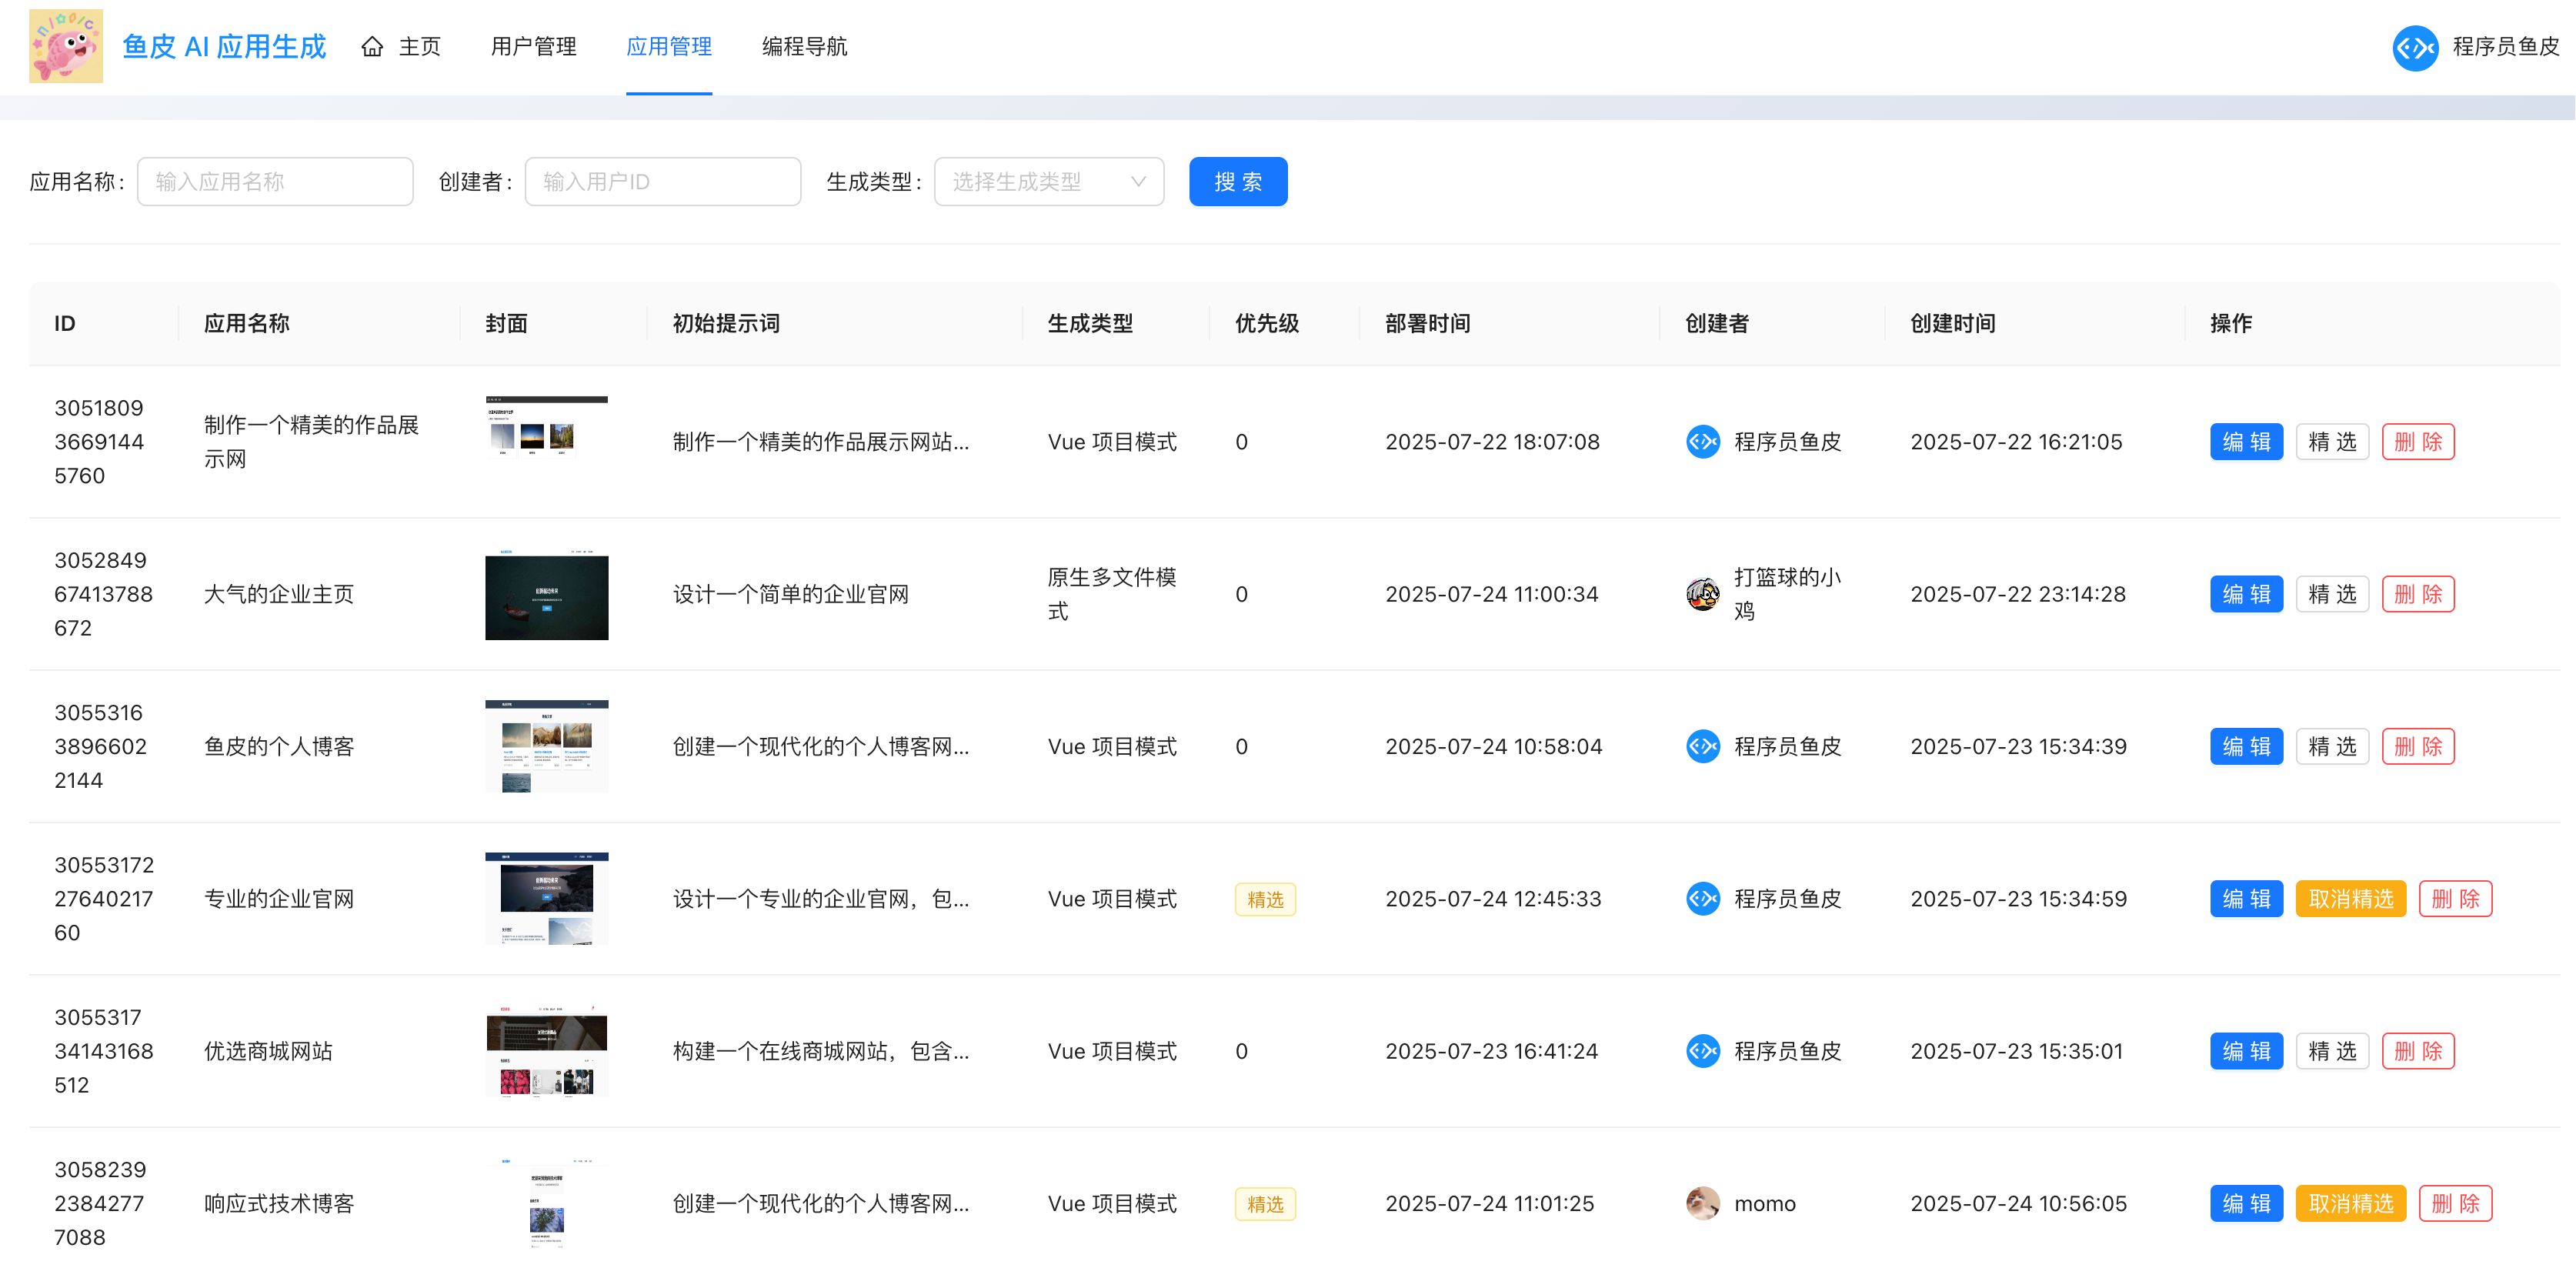 鱼皮 AI 应用生成 主页 用户管理 应用管理 编程导航 程序员鱼皮
应用名称: 输入应用名称 创建者: 输入用户ID 生成类型: 选择生成类型 搜 索
ID 应用名称 封面 初始提示词 生成类型 优先级 部署时间 创建者 创建时间 操作
3051809
3669144
5760
制作一个精美的作品展
示网
制作一个精美的作品展示网站... Vue 项目模式 0 2025-07-22 18:07:08 程序员鱼皮 2025-07-22 16:21:05 编 辑 精 选 删 除
3052849
67413788
672
大气的企业主页 设计一个简单的企业官网
原生多文件模
式
0 2025-07-24 11:00:34
打篮球的小
鸡
2025-07-22 23:14:28 编 辑 精 选 删 除
3055316
3896602
2144
鱼皮的个人博客 创建一个现代化的个人博客网... Vue 项目模式 0 2025-07-24 10:58:04 程序员鱼皮 2025-07-23 15:34:39 编 辑 精 选 删 除
30553172
27640217
60
专业的企业官网 设计一个专业的企业官网，包... Vue 项目模式 精选 2025-07-24 12:45:33 程序员鱼皮 2025-07-23 15:34:59 编 辑 取消精选 删 除
3055317
34143168
512
优选商城网站 构建一个在线商城网站，包含... Vue 项目模式 0 2025-07-23 16:41:24 程序员鱼皮 2025-07-23 15:35:01 编 辑 精 选 删 除
3058239
2384277
7088
响应式技术博客 创建一个现代化的个人博客网... Vue 项目模式 精选 2025-07-24 11:01:25 momo 2025-07-24 10:56:05 编 辑 取消精选 删 除